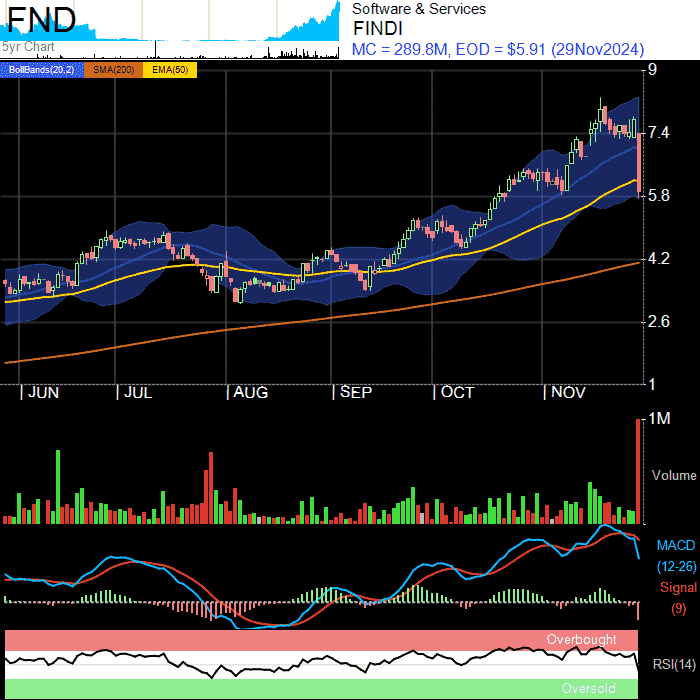 FND
Software & Services
FINDI
5yr Chart
MC = 289.8M, EOD = $5.91 (29Nov2024)
BollBands(20,2) SMA(200) EMA(50)
9
7.4
5.8
4.2
2.6
1
JUN JUL AUG SEP OCT NOV
1M
Volume
MACD
(12-26)
Signal
(9)
Overbought
RSI(14)
Oversold